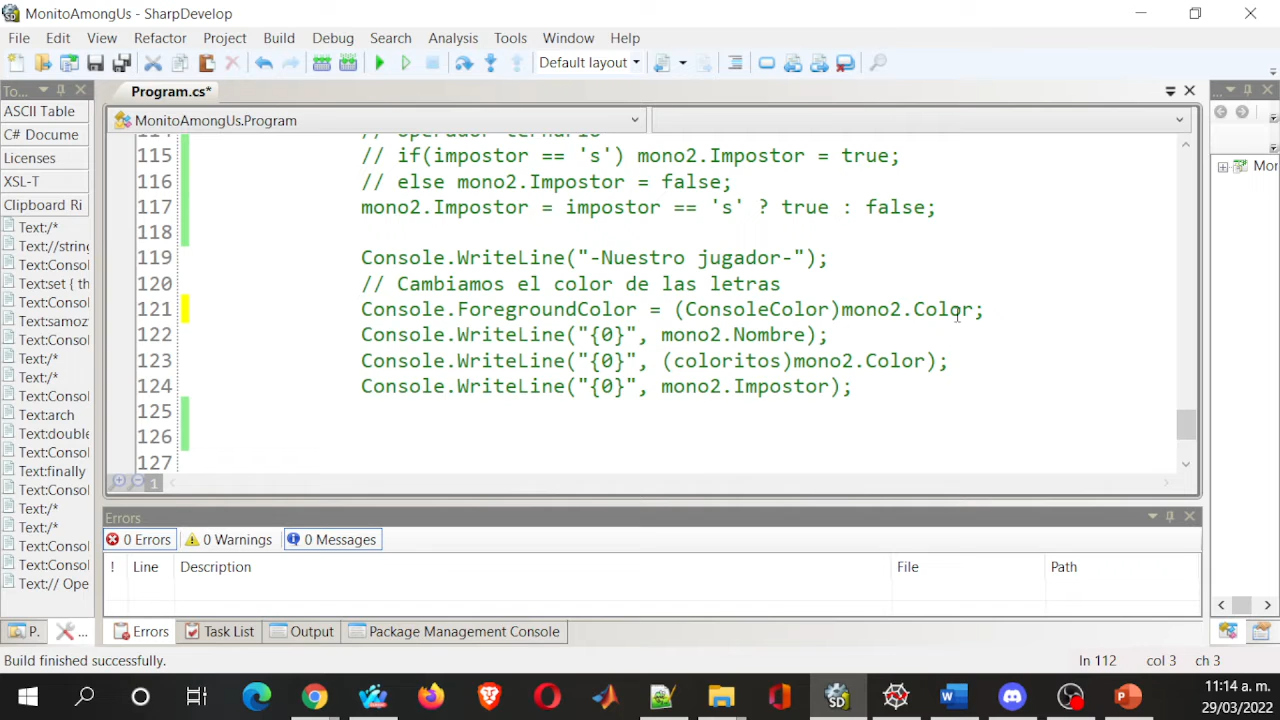 MonitoAmongUs - SharpDevelop
File Edit View Refactor Project Build Debug Search Analysis Tools Window Help
Default layout
To...
Program.cs*
ASCII Table
MonitoAmongUs.Program
C# Docume
Licenses
XSL-T
Clipboard Ri
Text:/*
Text://string
Text:Consol
Text:set { th
Text:Consol
Text:samoz
Text:Consol
Text:/*
Text:/*
Text:Consol
Text:arch
Text:double
Text:Consol
Text:finally
Text:Consol
Text:/*
Text:/*
Text:Consol
Text:Consol
Text:// Ope
114 // operador ternario
115 // if(impostor == 's') mono2.Impostor = true;
116 // else mono2.Impostor = false;
117 mono2.Impostor = impostor == 's' ? true : false;
118
119 Console.WriteLine("-Nuestro jugador-");
120 // Cambiamos el color de las letras
121 Console.ForegroundColor = (ConsoleColor)mono2.Color;
122 Console.WriteLine("{0}", mono2.Nombre);
123 Console.WriteLine("{0}", (coloritos)mono2.Color);
124 Console.WriteLine("{0}", mono2.Impostor);
125
126
127
1
...
Mor
Errors
0 Errors 0 Warnings 0 Messages
! Line Description File Path
P. ... Errors Task List Output Package Management Console
Build finished successfully. ln 112 col 3 ch 3
11:14 a. m.
29/03/2022